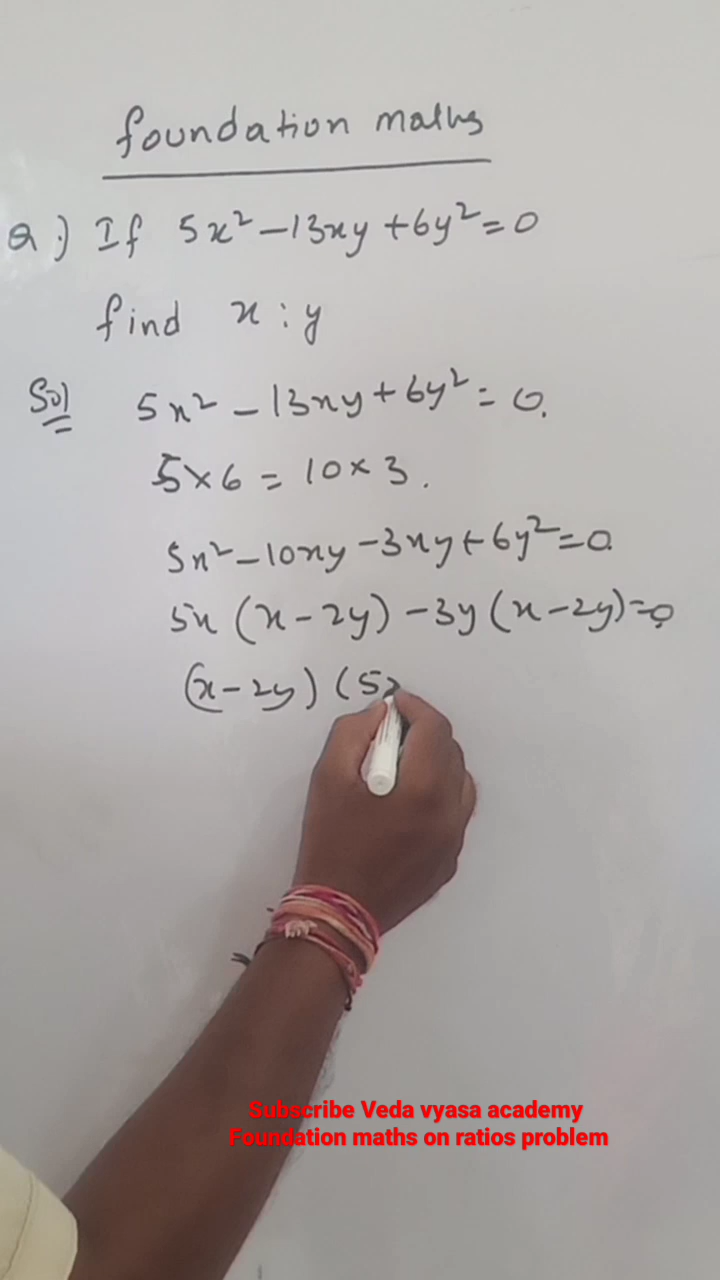 foundation maths
Q:) If 5x² - 13xy + 6y² = 0
find x : y
Sol 5x² - 13xy + 6y² = 0.
5 × 6 = 10 × 3.
5x² - 10xy - 3xy + 6y² = 0
5x (x - 2y) - 3y (x - 2y) = 0
(x - 2y) (5x
Subscribe Veda vyasa academy
Foundation maths on ratios problem